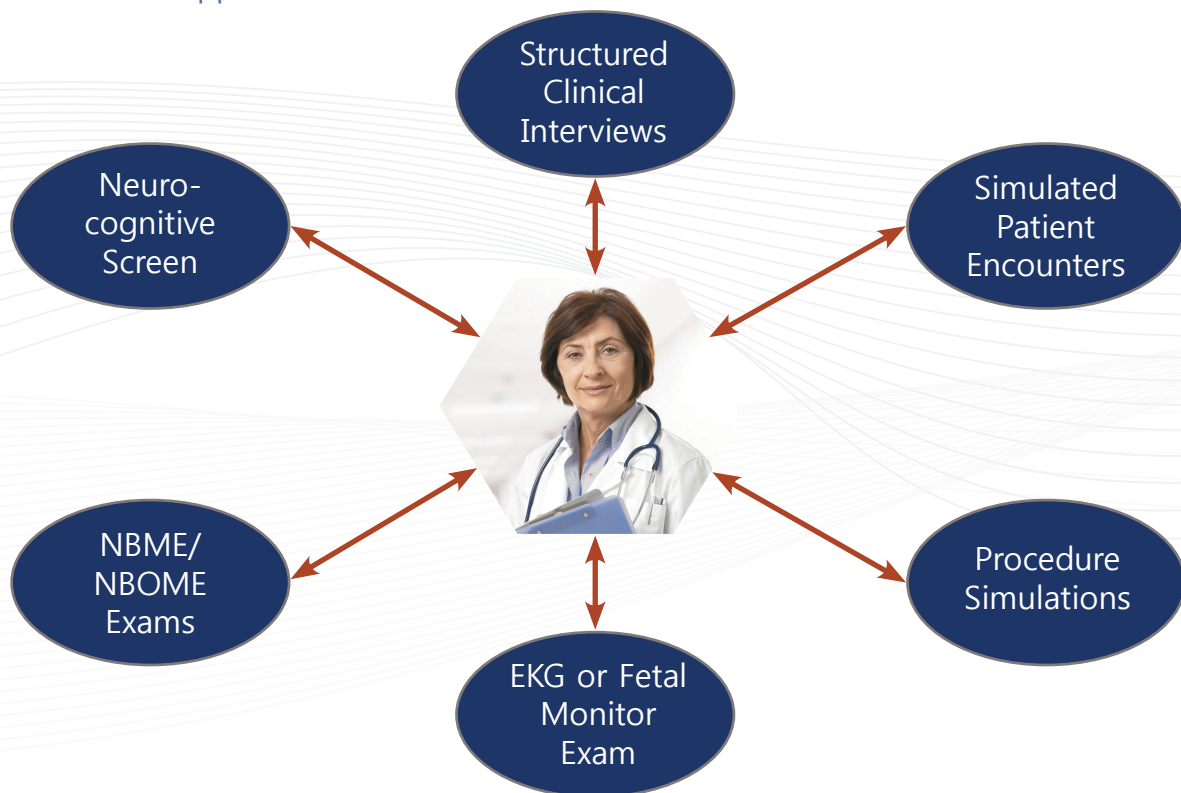 Structured
Clinical
Interviews
Neuro-
cognitive
Screen
Simulated
Patient
Encounters
NBME/
NBOME
Exams
Procedure
Simulations
EKG or Fetal
Monitor
Exam